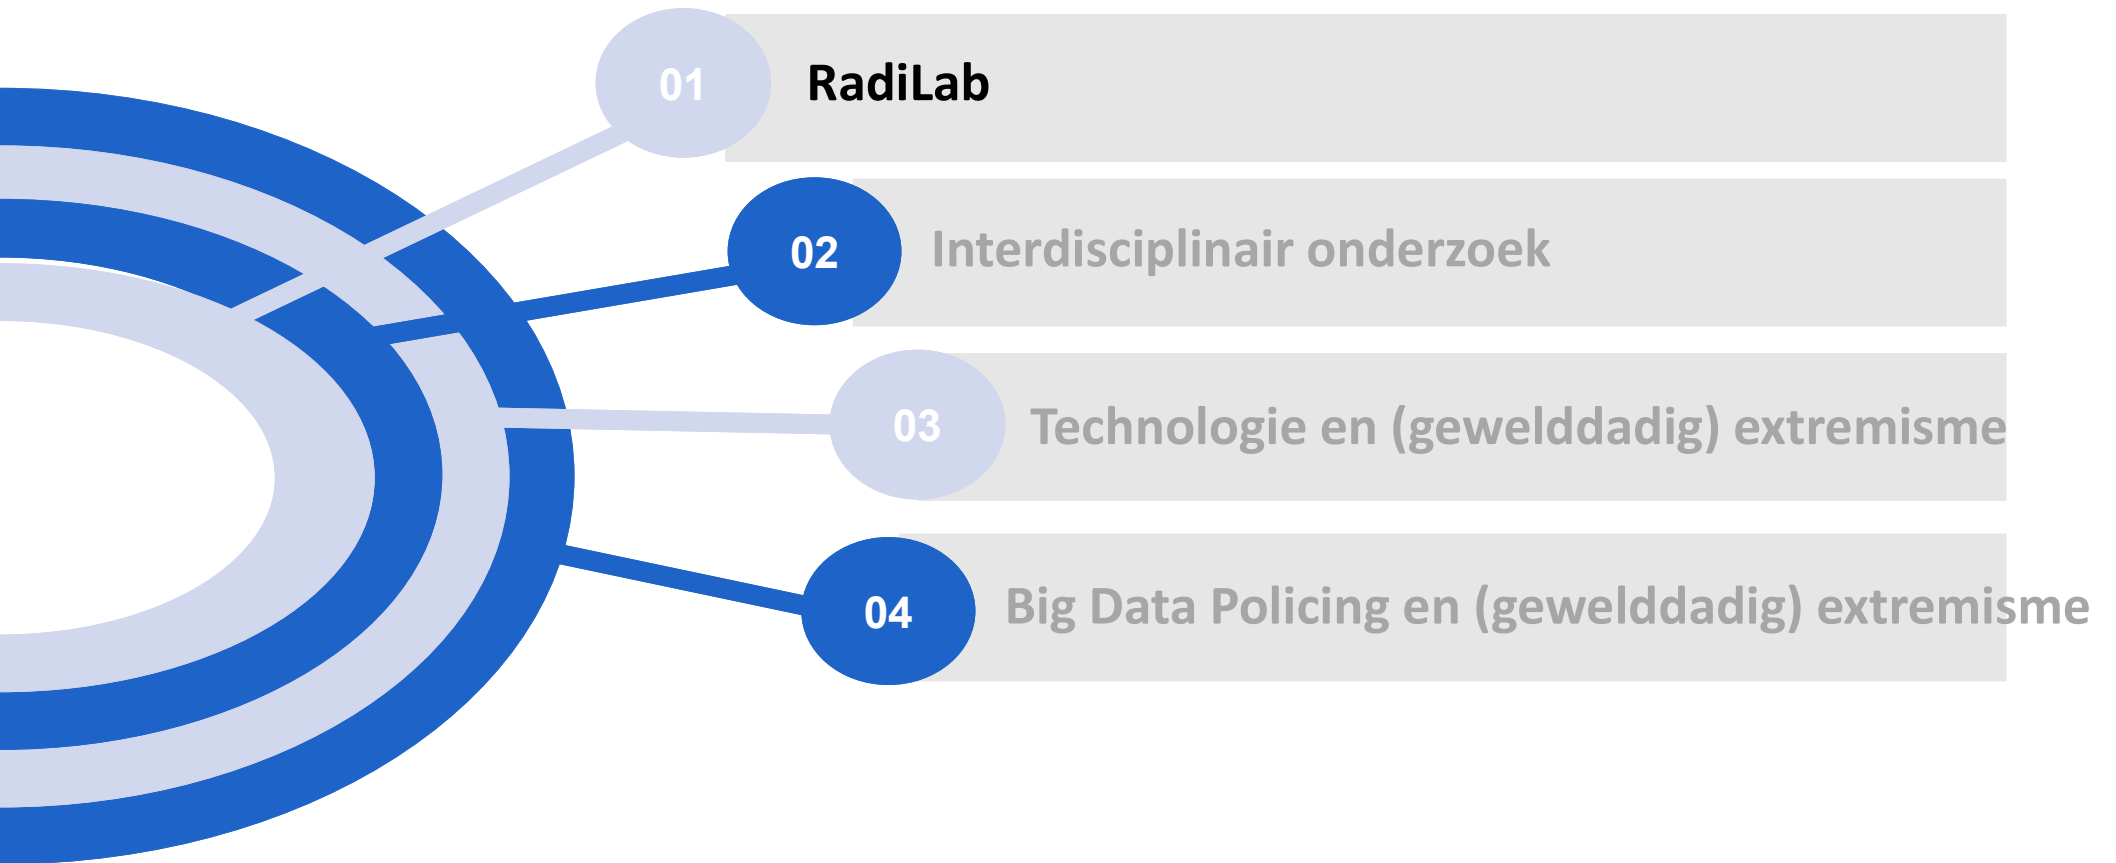 01
RadiLab
02
Interdisciplinair onderzoek
03
Technologie en (gewelddadig) extremisme
04
Big Data Policing en (gewelddadig) extremisme